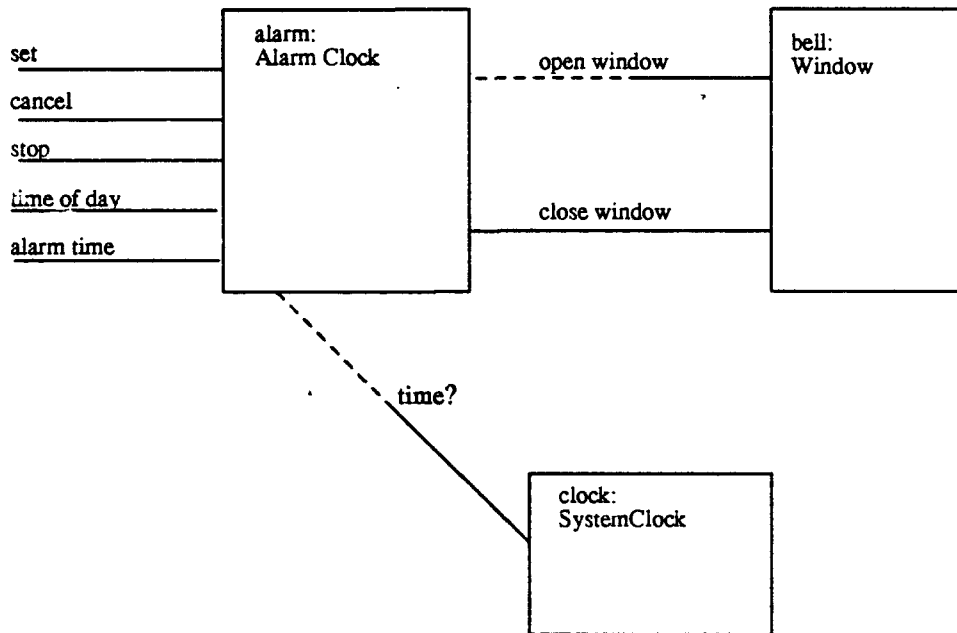 set
cancel
stop
time of day
alarm time
alarm:
Alarm Clock
open window
close window
bell:
Window
time?
clock:
SystemClock